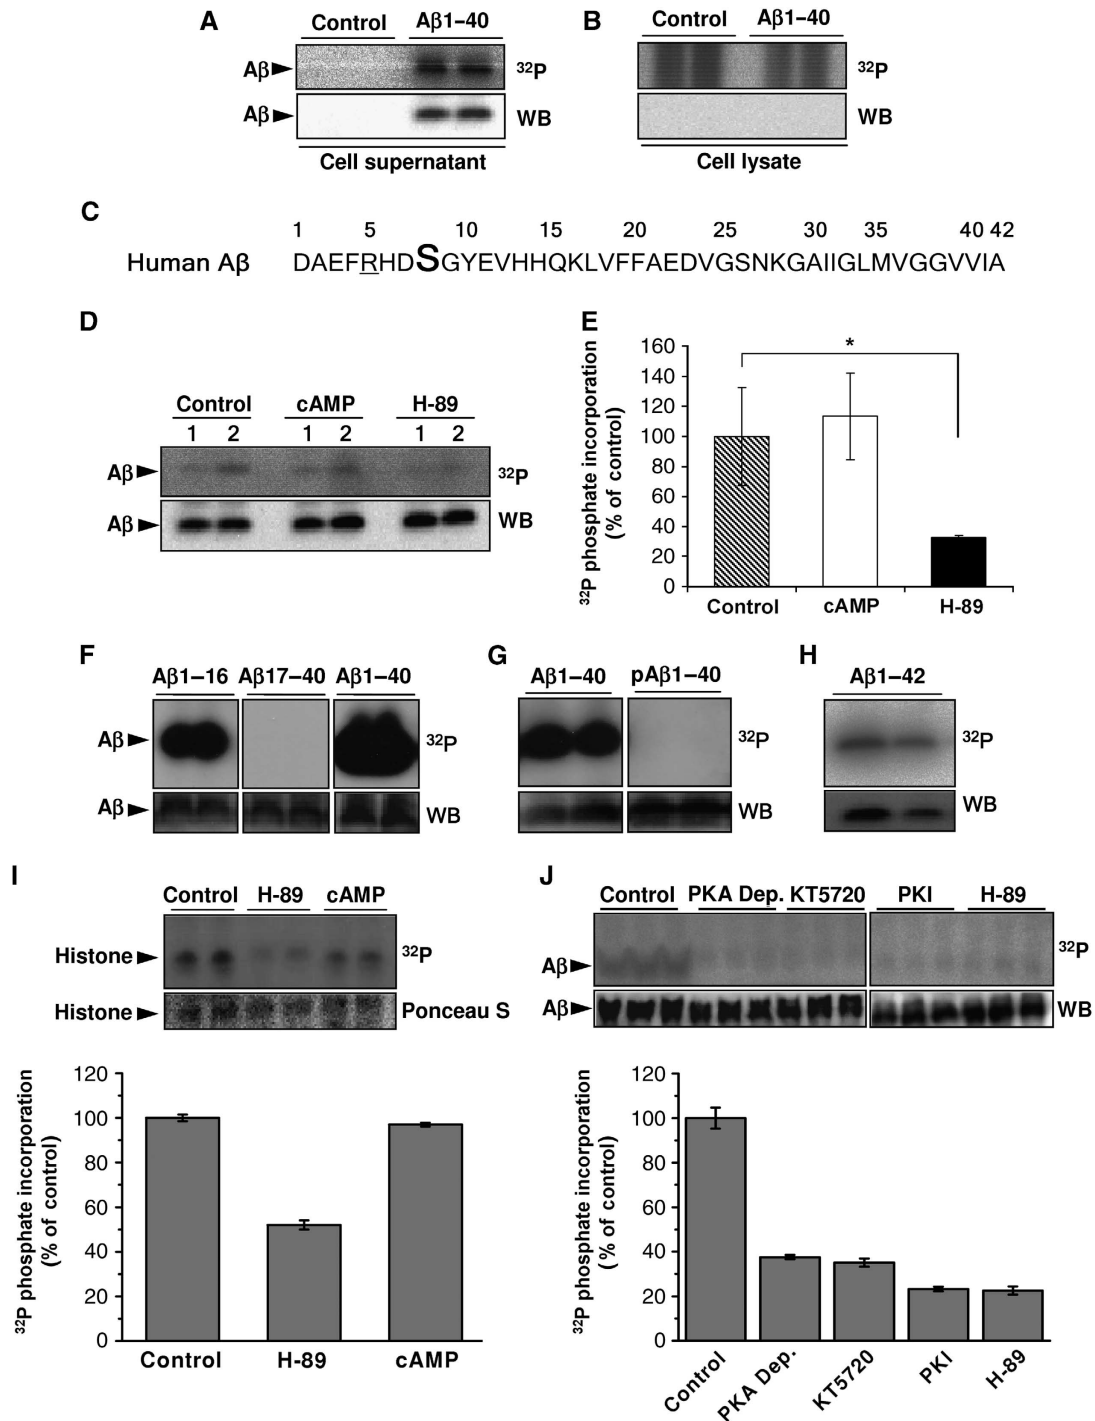 A
Control Aβ1–40
Aβ
32P
Aβ
WB
Cell supernatant
B
Control Aβ1–40
32P
WB
Cell lysate
C
1 5 10 15 20 25 30 35 40 42
Human Aβ DAEFRHDSGYEVHHQKLVFFAEDVGSNKGAIIGLMVGGVVIA
D
Control cAMP H-89
1 2 1 2 1 2
Aβ
32P
Aβ
WB
E
32P phosphate incorporation
(% of control)
160
140
120
100
80
60
40
20
0
*
Control cAMP H-89
F
Aβ1–16 Aβ17–40 Aβ1–40
Aβ
32P
Aβ
WB
G
Aβ1–40 pAβ1–40
32P
WB
H
Aβ1–42
32P
WB
I
Control H-89 cAMP
Histone
32P
Histone
Ponceau S
32P phosphate incorporation
(% of control)
120
100
80
60
40
20
0
Control H-89 cAMP
J
Control PKA Dep. KT5720 PKI H-89
Aβ
32P
Aβ
WB
32P phosphate incorporation
(% of control)
120
100
80
60
40
20
0
Control PKA Dep. KT5720 PKI H-89